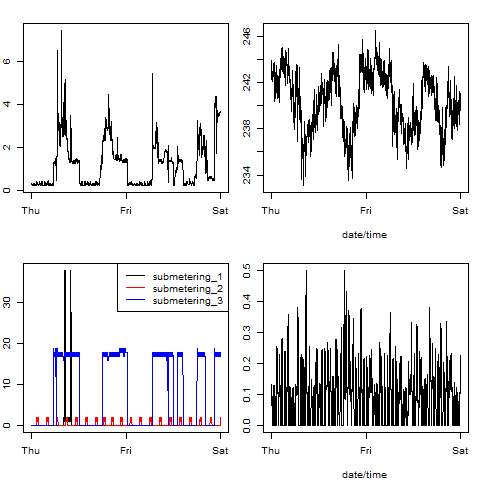 0 2 4 6
Thu Fri Sat
234 238 242 246
Thu Fri Sat
date/time
0 10 20 30
submetering_1
submetering_2
submetering_3
Thu Fri Sat
0.0 0.1 0.2 0.3 0.4 0.5
Thu Fri Sat
date/time